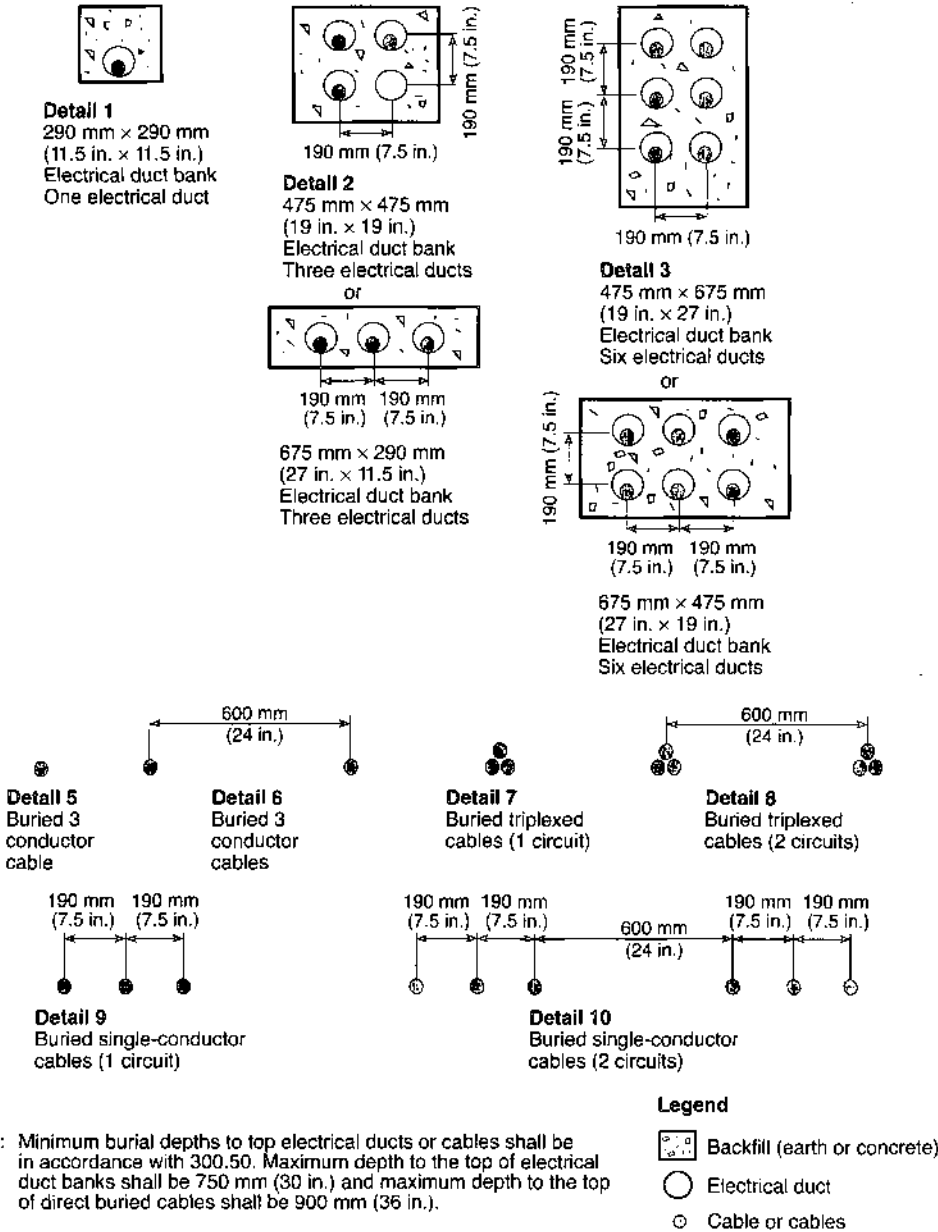 190 mm (7.5 in.)
190 mm (7.5 in.)
Detail 1
290 mm × 290 mm
(11.5 in. × 11.5 in.)
Electrical duct bank
One electrical duct
Detail 2
475 mm × 475 mm
(19 in. × 19 in.)
Electrical duct bank
Three electrical ducts
or
190 mm
(7.5 in.)
190 mm
(7.5 in.)
675 mm × 290 mm
(27 in. × 11.5 in.)
Electrical duct bank
Three electrical ducts
190 mm
(7.5 in.)
190 mm
(7.5 in.)
190 mm (7.5 in.)
Detail 3
475 mm × 675 mm
(19 in. × 27 in.)
Electrical duct bank
Six electrical ducts
or
190 mm (7.5 in.)
190 mm
(7.5 in.)
190 mm
(7.5 in.)
675 mm × 475 mm
(27 in. × 19 in.)
Electrical duct bank
Six electrical ducts
Detail 5
Buried 3
conductor
cable
600 mm
(24 in.)
Detail 6
Buried 3
conductor
cables
Detail 7
Buried triplexed
cables (1 circuit)
600 mm
(24 in.)
Detail 8
Buried triplexed
cables (2 circuits)
190 mm
(7.5 in.)
190 mm
(7.5 in.)
Detail 9
Buried single-conductor
cables (1 circuit)
190 mm
(7.5 in.)
190 mm
(7.5 in.)
600 mm
(24 in.)
190 mm
(7.5 in.)
190 mm
(7.5 in.)
Detail 10
Buried single-conductor
cables (2 circuits)
: Minimum burial depths to top electrical ducts or cables shall be
in accordance with 300.50. Maximum depth to the top of electrical
duct banks shall be 750 mm (30 in.) and maximum depth to the top
of direct buried cables shall be 900 mm (36 in.).
Legend
Backfill (earth or concrete)
Electrical duct
Cable or cables